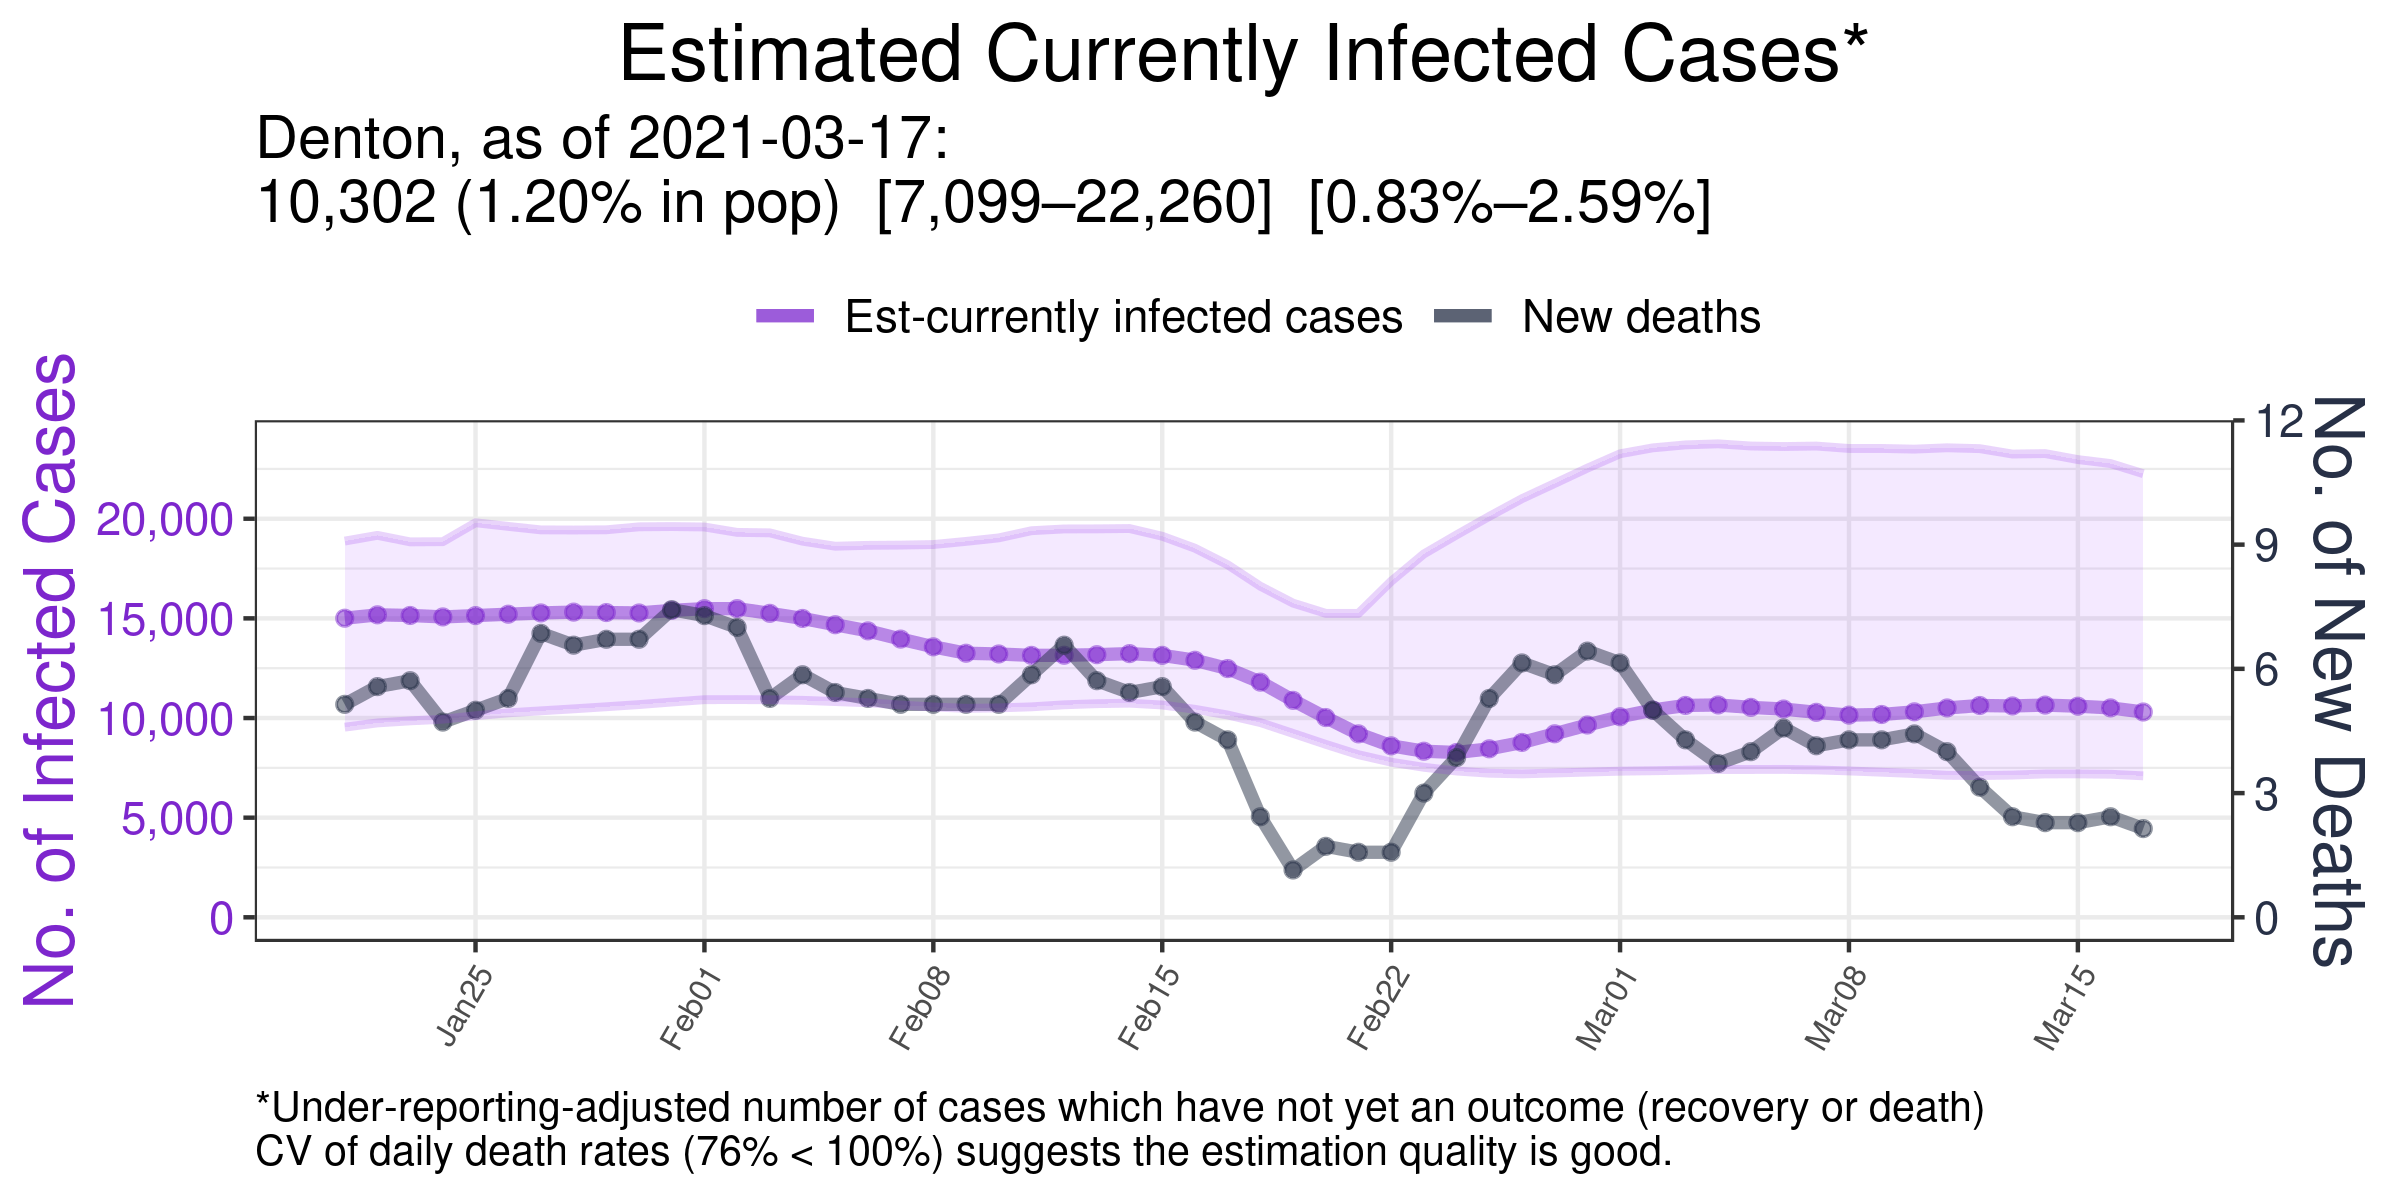 Estimated Currently Infected Cases*
Denton, as of 2021-03-17:
10,302 (1.20% in pop)  [7,099–22,260]  [0.83%–2.59%]
Est-currently infected cases
New deaths
No. of Infected Cases
20,000
15,000
10,000
5,000
0
12
9
6
3
0
No. of New Deaths
Jan25
Feb01
Feb08
Feb15
Feb22
Mar01
Mar08
Mar15
*Under-reporting-adjusted number of cases which have not yet an outcome (recovery or death)
CV of daily death rates (76% < 100%) suggests the estimation quality is good.